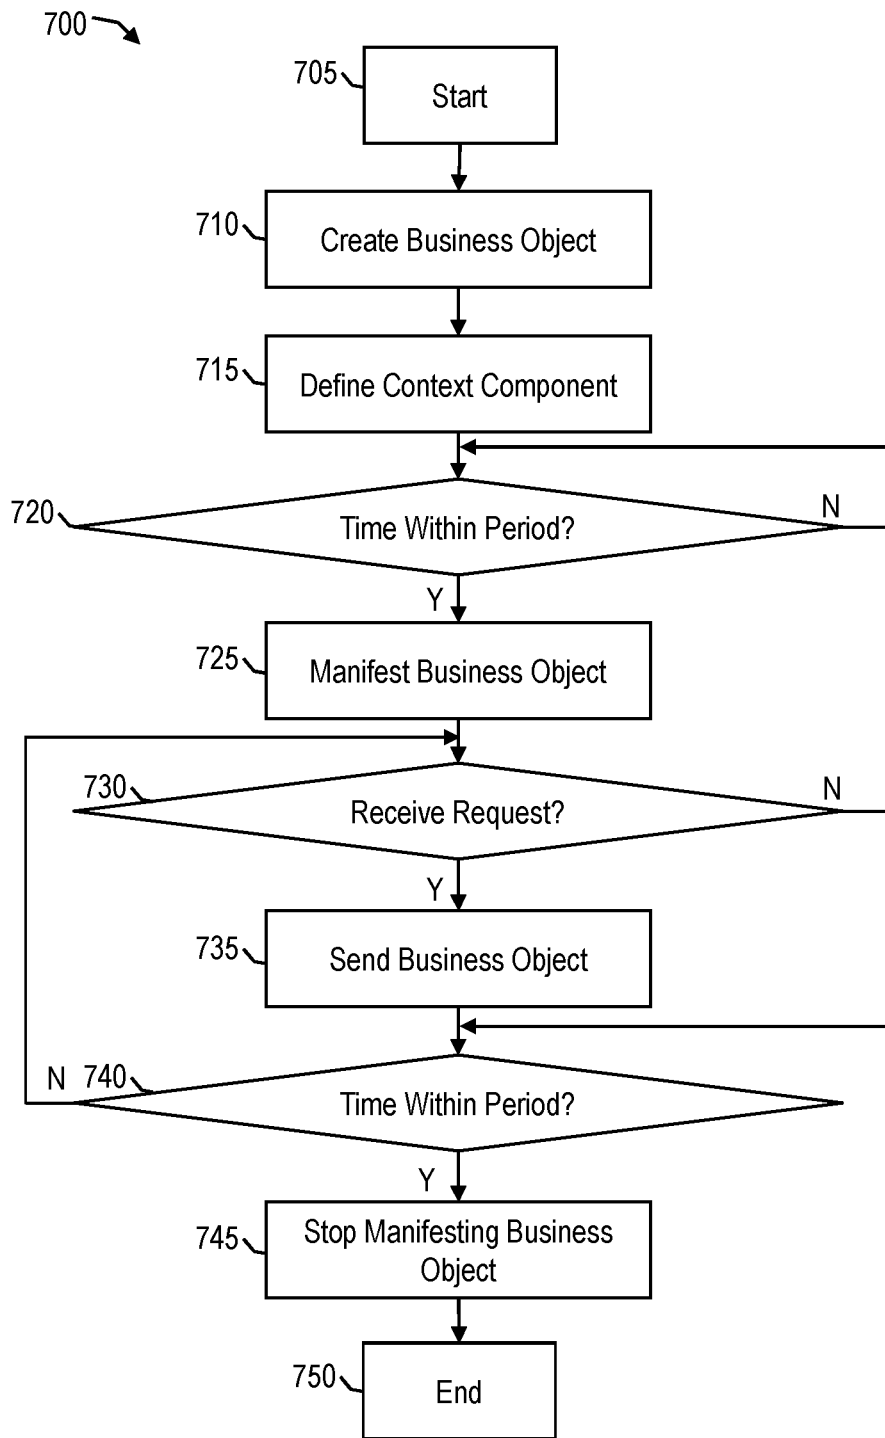 700
705
Start
710
Create Business Object
715
Define Context Component
720
Time Within Period?
N
Y
725
Manifest Business Object
730
Receive Request?
N
Y
735
Send Business Object
N
740
Time Within Period?
Y
745
Stop Manifesting Business
Object
750
End